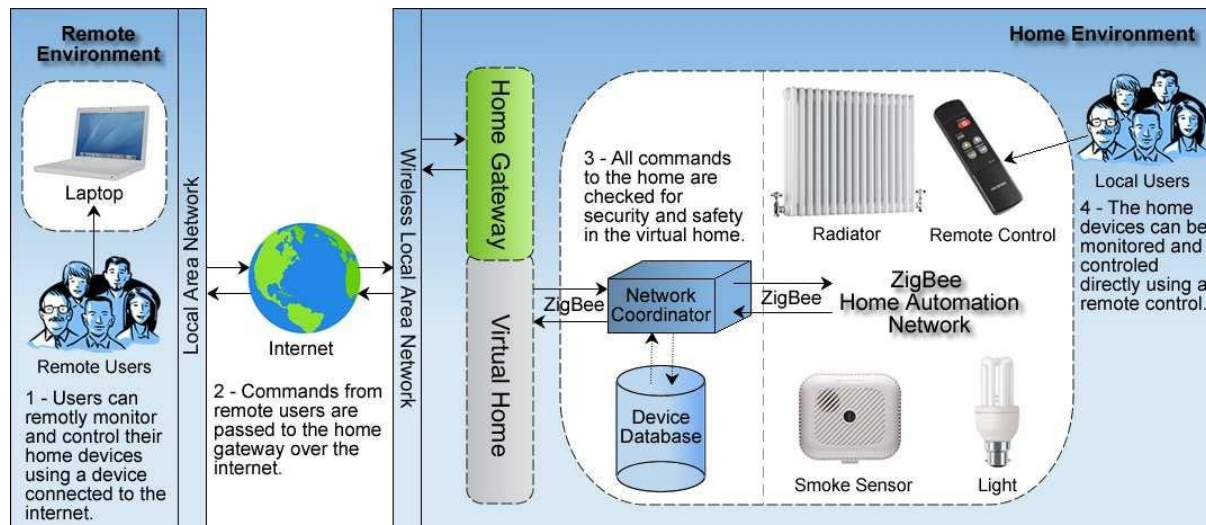 Remote
Environment
Laptop
Remote Users
1 - Users can
remotly monitor
and control their
home devices
using a device
connected to the
internet.
Local Area Network
Internet
2 - Commands from
remote users are
passed to the home
gateway over the
internet.
Wireless Local Area Network
Home Environment
Home Gateway
Virtual Home
3 - All commands
to the home are
checked for
security and safety
in the virtual home.
ZigBee
Network
Coordinator
Device
Database
ZigBee
Radiator
Remote Control
ZigBee
Home Automation
Network
Smoke Sensor
Light
Local Users
4 - The home
devices can be
monitored and
controled
directly using a
remote control.